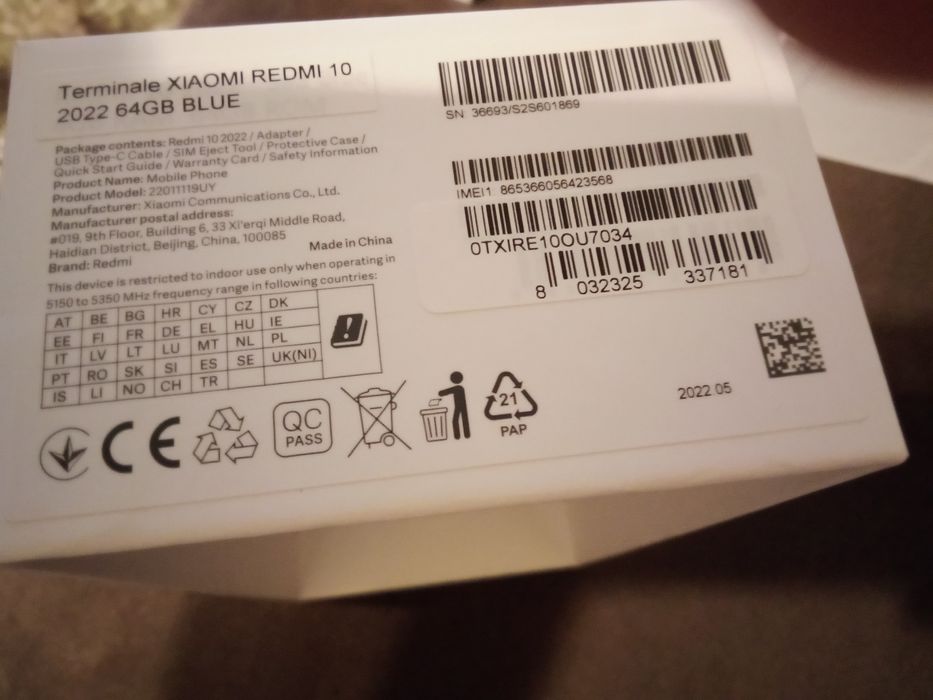 Terminale XIAOMI REDMI 10
2022 64GB BLUE
Package contents: Redmi 10 2022 / Adapter /
USB Type-C Cable / SIM Eject Tool / Protective Case /
Quick Start Guide / Warranty Card / Safety Information
Product Name: Mobile Phone
Product Model: 22011119UY
Manufacturer: Xiaomi Communications Co., Ltd.
Manufacturer postal address:
#019, 9th Floor, Building 6, 33 Xi'erqi Middle Road,
Haidian District, Beijing, China, 100085
Brand: Redmi
Made in China
This device is restricted to indoor use only when operating in
5150 to 5350 MHz frequency range in following countries:
AT BE BG HR CY CZ DK
EE FI FR DE EL HU IE
IT LV LT LU MT NL PL
PT RO SK SI ES SE UK(NI)
IS LI NO CH TR
CE
QC
PASS
21
PAP
SN 36693/S2S601869
IMEI1 865366056423568
0TXIRE10OU7034
8 032325 337181
2022.05